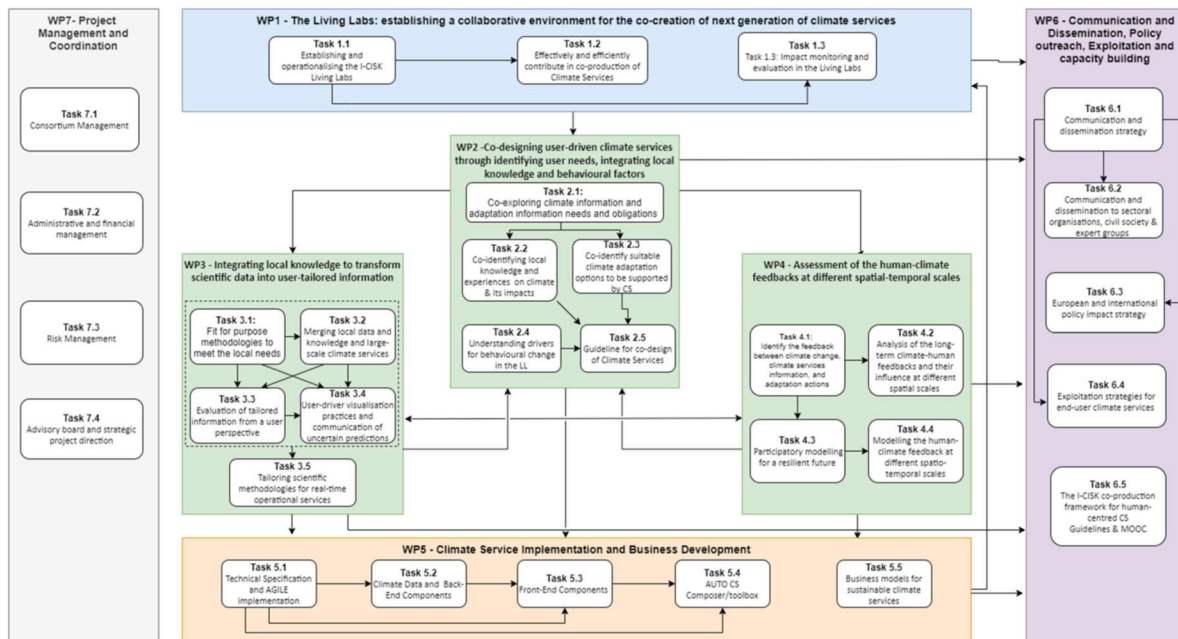 WP7- Project
Management and
Coordination
Task 7.1
Consortium Management
Task 7.2
Administrative and financial
management
Task 7.3
Risk Management
Task 7.4
Advisory board and strategic
project direction
WP1 - The Living Labs: establishing a collaborative environment for the co-creation of next generation of climate services
Task 1.1
Establishing and
operationalising the I-CISK
Living Labs
Task 1.2
Effectively and efficiently
contribute in co-production of
Climate Services
Task 1.3
Task 1.3: Impact monitoring and
evaluation in the Living Labs
WP2 -Co-designing user-driven climate services
through identifying user needs, integrating local
knowledge and behavioural factors
Task 2.1:
Co-exploring climate information and
adaptation information needs and obligations
Task 2.2
Co-identifying local
knowledge and
experiences on climate
& its impacts
Task 2.3
Co-identify suitable
climate adaptation
options to be supported
by CS
Task 2.4
Understanding drivers
for behavioural change
in the LL
Task 2.5
Guideline for co-design
of Climate Services
WP3 - Integrating local knowledge to transform
scientific data into user-tailored information
Task 3.1:
Fit for purpose
methodologies to
meet the local needs
Task 3.2
Merging local data and
knowledge and large-
scale climate services
Task 3.3
Evaluation of tailored
information from a user
perspective
Task 3.4
User-driver visualisation
practices and
communication of
uncertain predictions
Task 3.5
Tailoring scientific
methodologies for real-time
operational services
WP4 - Assessment of the human-climate
feedbacks at different spatial-temporal scales
Task 4.1:
Identify the feedback
between climate change,
climate services
information, and
adaptation actions
Task 4.2
Analysis of the long-
term climate-human
feedbacks and their
influence at different
spatial scales
Task 4.3
Participatory modelling
for a resilient future
Task 4.4
Modelling the human-
climate feedback at
different spatio-
temporal scales
WP5 - Climate Service Implementation and Business Development
Task 5.1
Technical Specification
and AGILE
implementation
Task 5.2
Climate Data and Back-
End Components
Task 5.3
Front-End Components
Task 5.4
AUTO CS
Composer/toolbox
Task 5.5
Business models for
sustainable climate
services
WP6 - Communication and
Dissemination, Policy
outreach, Exploitation and
capacity building
Task 6.1
Communication and
dissemination strategy
Task 6.2
Communication and
dissemination to sectoral
organisations, civil society &
expert groups
Task 6.3
European and international
policy impact strategy
Task 6.4
Exploitation strategies for
end-user climate services
Task 6.5
The I-CISK co-production
framework for human-
centred CS
Guidelines & MOOC